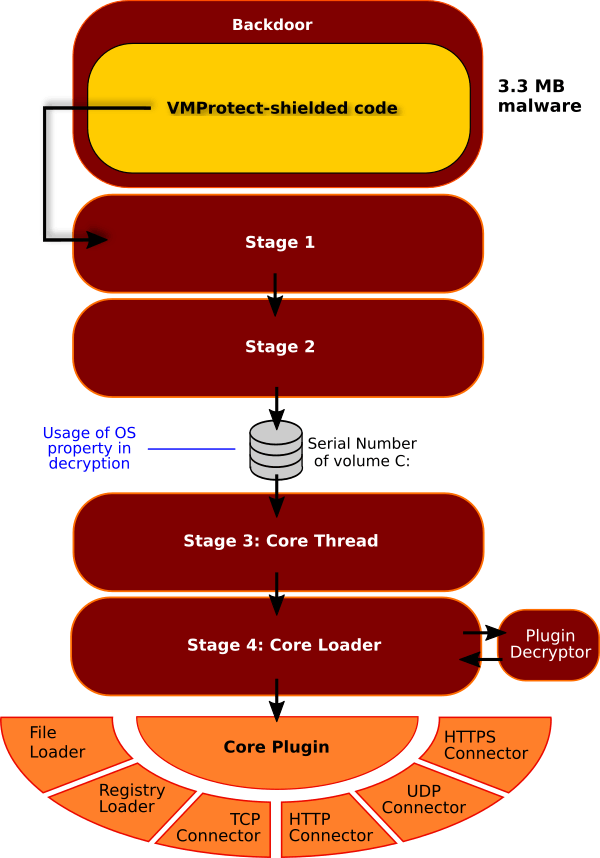 Backdoor
VMProtect-shielded code
3.3 MB
malware
Stage 1
Stage 2
Usage of OS
property in
decryption
Serial Number
of volume C:
Stage 3: Core Thread
Stage 4: Core Loader
Plugin
Decryptor
Core Plugin
File
Loader
Registry
Loader
TCP
Connector
HTTP
Connector
UDP
Connector
HTTPS
Connector